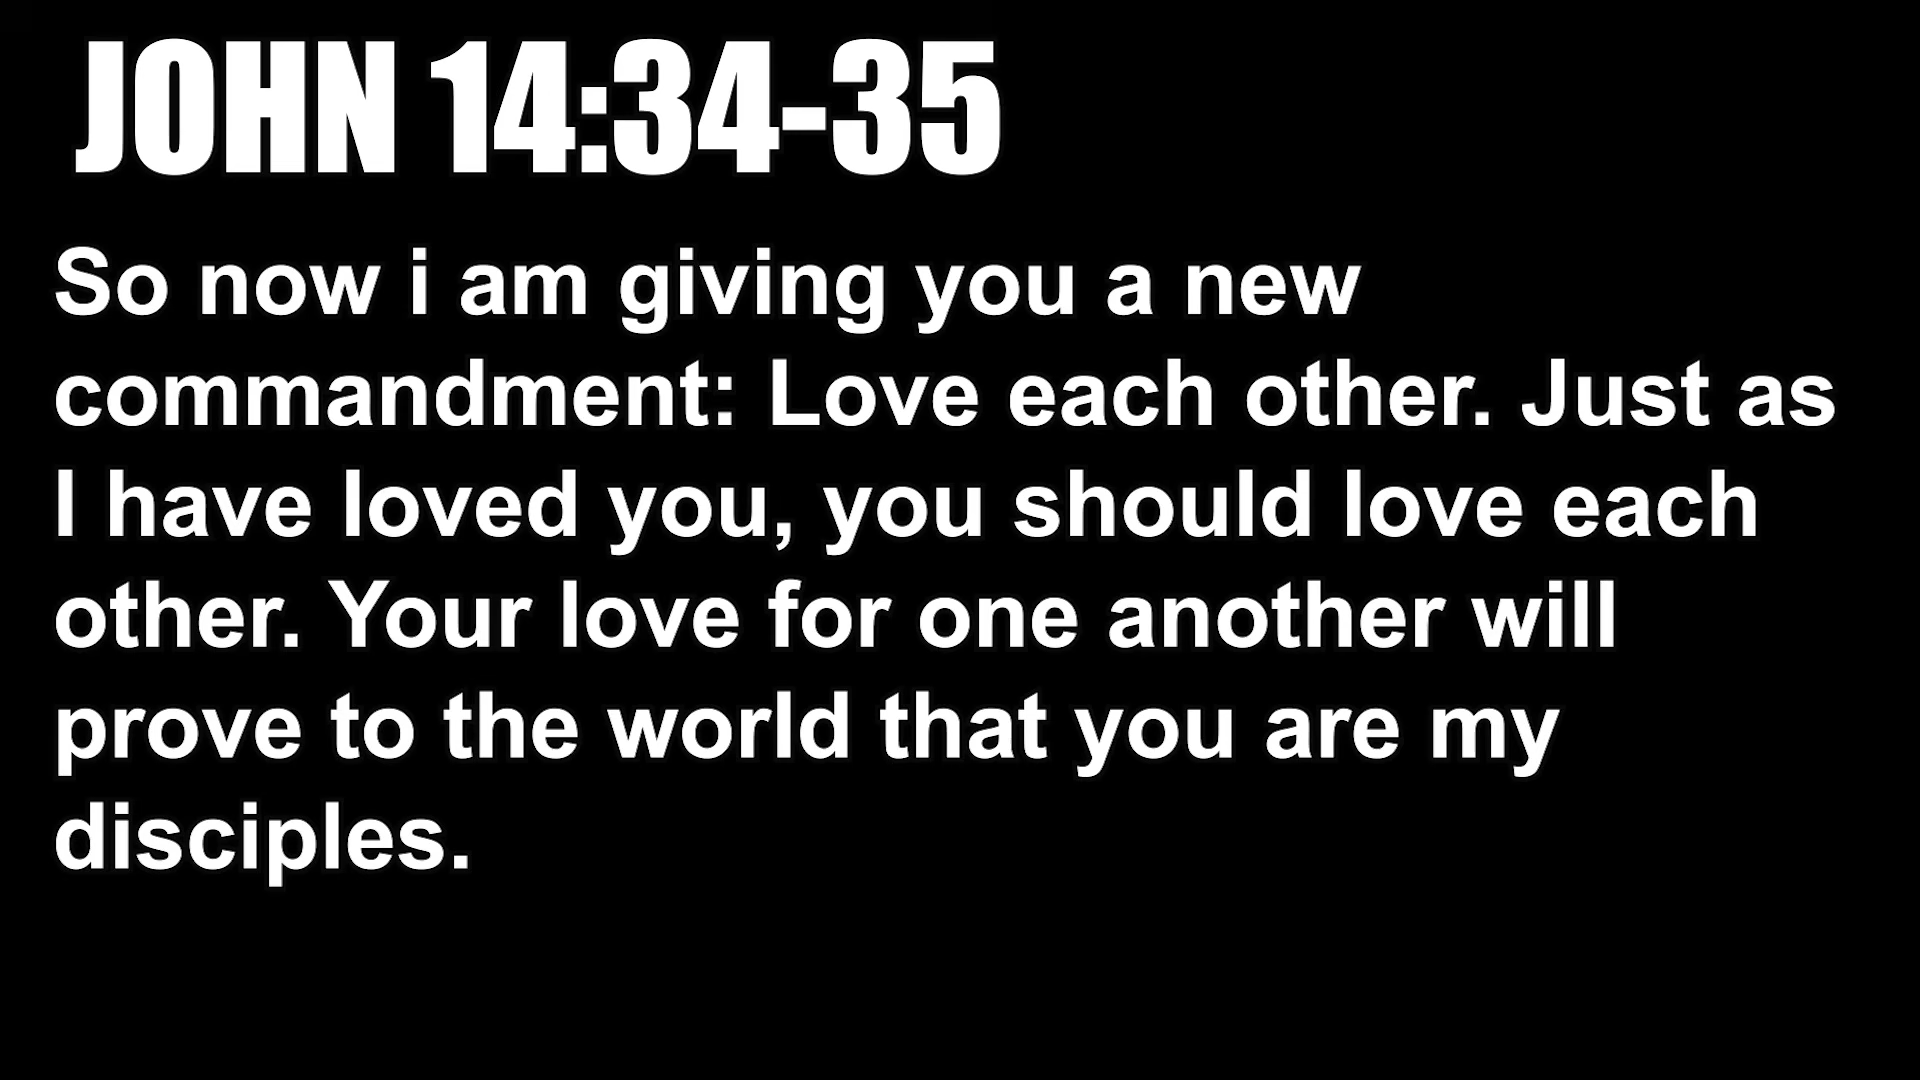 JOHN 14:34-35
So now i am giving you a new
commandment: Love each other. Just as
I have loved you, you should love each
other. Your love for one another will
prove to the world that you are my
disciples.